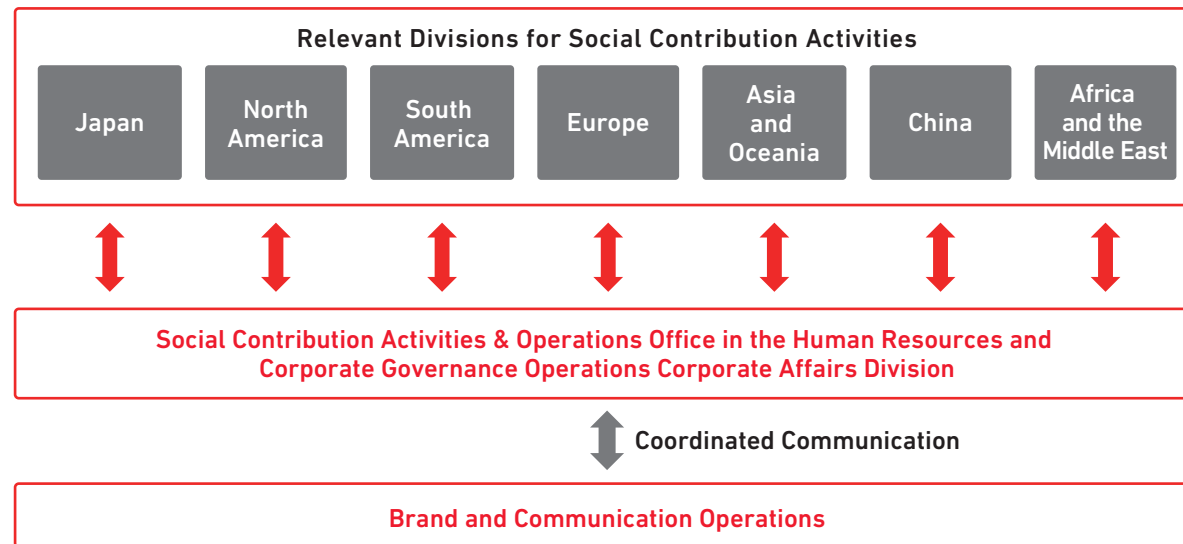 Relevant Divisions for Social Contribution Activities
Japan
North
America
South
America
Europe
Asia
and
Oceania
China
Africa
and the
Middle East
Social Contribution Activities & Operations Office in the Human Resources and
Corporate Governance Operations Corporate Affairs Division
Coordinated Communication
Brand and Communication Operations